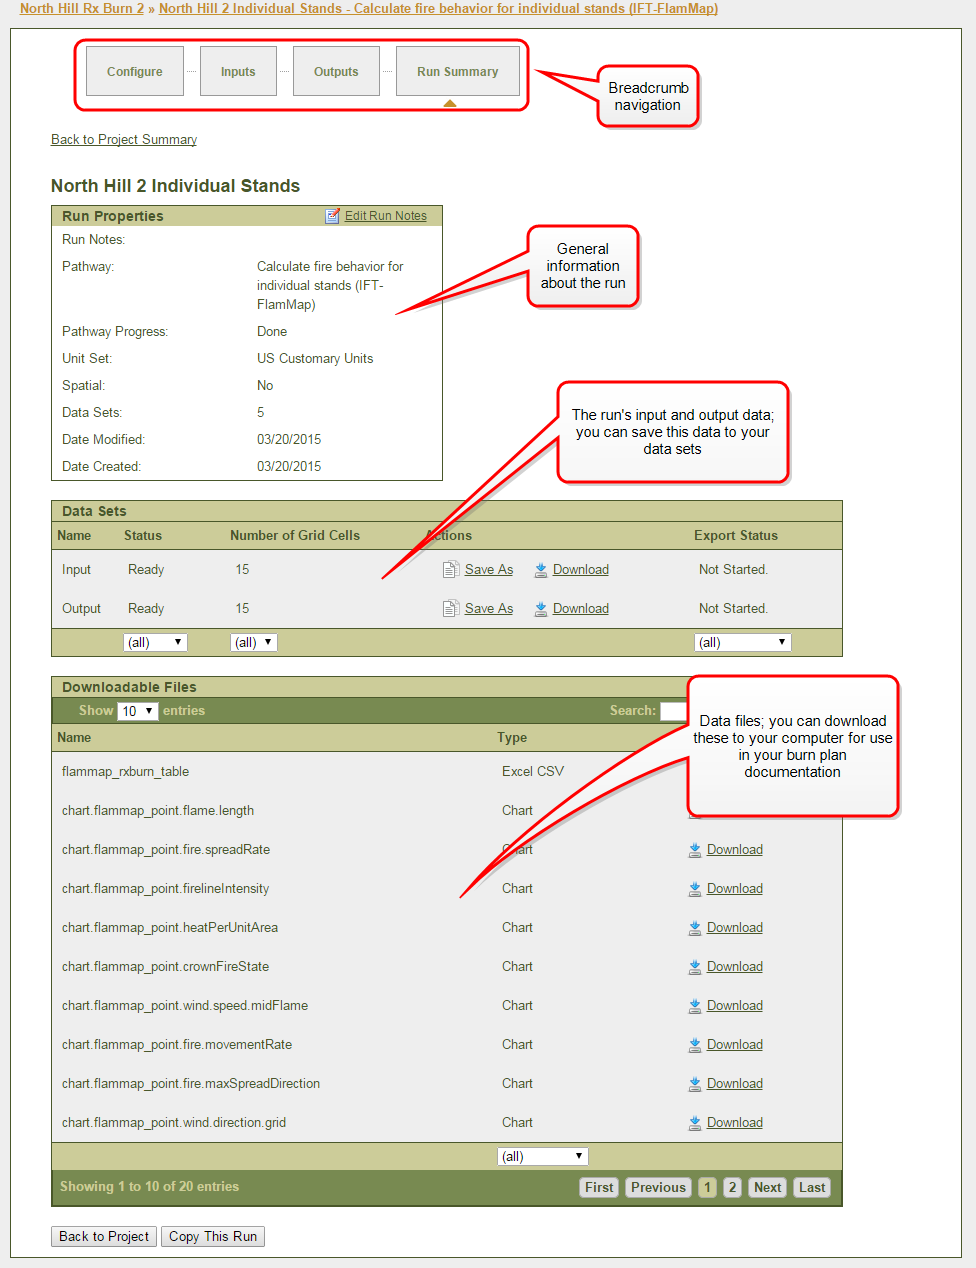 North Hill Rx Burn 2 » North Hill 2 Individual Stands - Calculate fire behavior for individual stands (IFT-FlamMap)
Configure Inputs Outputs Run Summary
Breadcrumb
navigation
Back to Project Summary
North Hill 2 Individual Stands
Run Properties Edit Run Notes
Run Notes:
Pathway: Calculate fire behavior for
individual stands (IFT-
FlamMap)
Pathway Progress: Done
Unit Set: US Customary Units
Spatial: No
Data Sets: 5
Date Modified: 03/20/2015
Date Created: 03/20/2015
General
information
about the run
The run's input and output data;
you can save this data to your
data sets
Data Sets
Name Status Number of Grid Cells Actions Export Status
Input Ready 15 Save As Download Not Started.
Output Ready 15 Save As Download Not Started.
(all) (all) (all)
Downloadable Files
Show 10 entries Search:
Name Type
Data files; you can download
these to your computer for use
in your burn plan
documentation
flammap_rxburn_table Excel CSV
chart.flammap_point.flame.length Chart
chart.flammap_point.fire.spreadRate Chart Download
chart.flammap_point.firelineIntensity Chart Download
chart.flammap_point.heatPerUnitArea Chart Download
chart.flammap_point.crownFireState Chart Download
chart.flammap_point.wind.speed.midFlame Chart Download
chart.flammap_point.fire.movementRate Chart Download
chart.flammap_point.fire.maxSpreadDirection Chart Download
chart.flammap_point.wind.direction.grid Chart Download
(all)
Showing 1 to 10 of 20 entries First Previous 1 2 Next Last
Back to Project Copy This Run